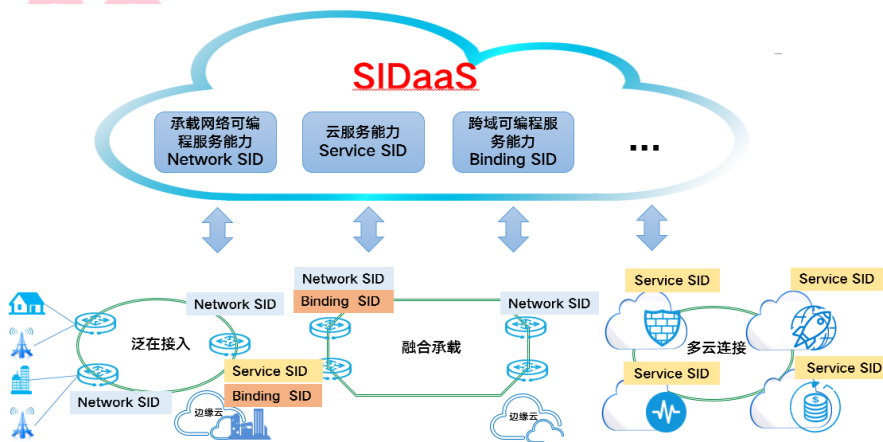 SIDaaS
承载网络可编
程服务能力
Network SID
云服务能力
Service SID
跨域可编程服
务能力
Binding SID
...
Network SID
Binding SID
Network SID
Network SID
Service SID
Service SID
泛在接入
融合承载
多云连接
Service SID
Binding SID
Network SID
Service SID
Service SID
边缘云
边缘云